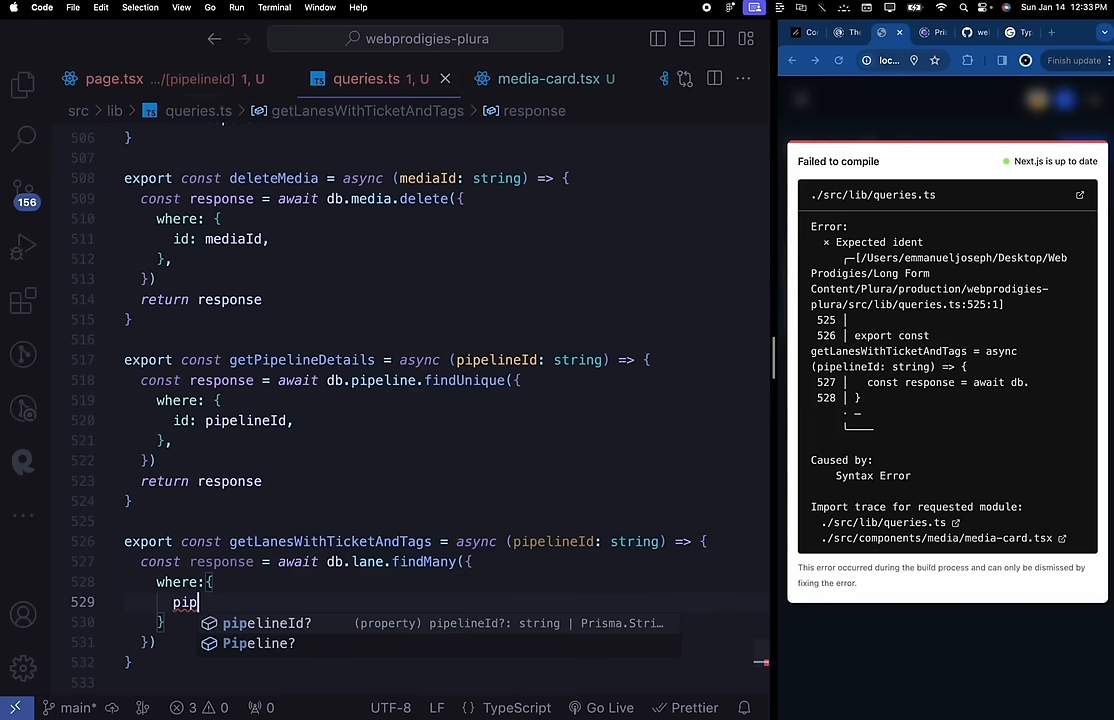 Code File Edit Selection View Go Run Terminal Window Help Sun Jan 14 12:33 PM
webprodigies-plura
page.tsx .../[pipelineId] 1, U queries.ts 1, U media-card.tsx U
src > lib > queries.ts > getLanesWithTicketAndTags > response
506 }
507
508 export const deleteMedia = async (mediaId: string) => {
509 const response = await db.media.delete({
510 where: {
511 id: mediaId,
512 },
513 })
514 return response
515 }
516
517 export const getPipelineDetails = async (pipelineId: string) => {
518 const response = await db.pipeline.findUnique({
519 where: {
520 id: pipelineId,
521 },
522 })
523 return response
524 }
525
526 export const getLanesWithTicketAndTags = async (pipelineId: string) => {
527 const response = await db.lane.findMany({
528 where:{
529 pip
530 }
pipelineId? (property) pipelineId?: string | Prisma.Stri...
531 })
Pipeline?
532 }
533
156
main* 3 0 0 UTF-8 LF {} TypeScript Go Live Prettier
Cor The Pris wel Typ
loc... Finish update
Failed to compile Next.js is up to date
./src/lib/queries.ts
Error:
× Expected ident
╭─[/Users/emmanueljoseph/Desktop/Web
Prodigies/Long Form
Content/Plura/production/webprodigies-
plura/src/lib/queries.ts:525:1]
525 │
526 │ export const
getLanesWithTicketAndTags = async
(pipelineId: string) => {
527 │ const response = await db.
528 │ }
· ─
╰────
Caused by:
Syntax Error
Import trace for requested module:
./src/lib/queries.ts
./src/components/media/media-card.tsx
This error occurred during the build process and can only be dismissed by
fixing the error.